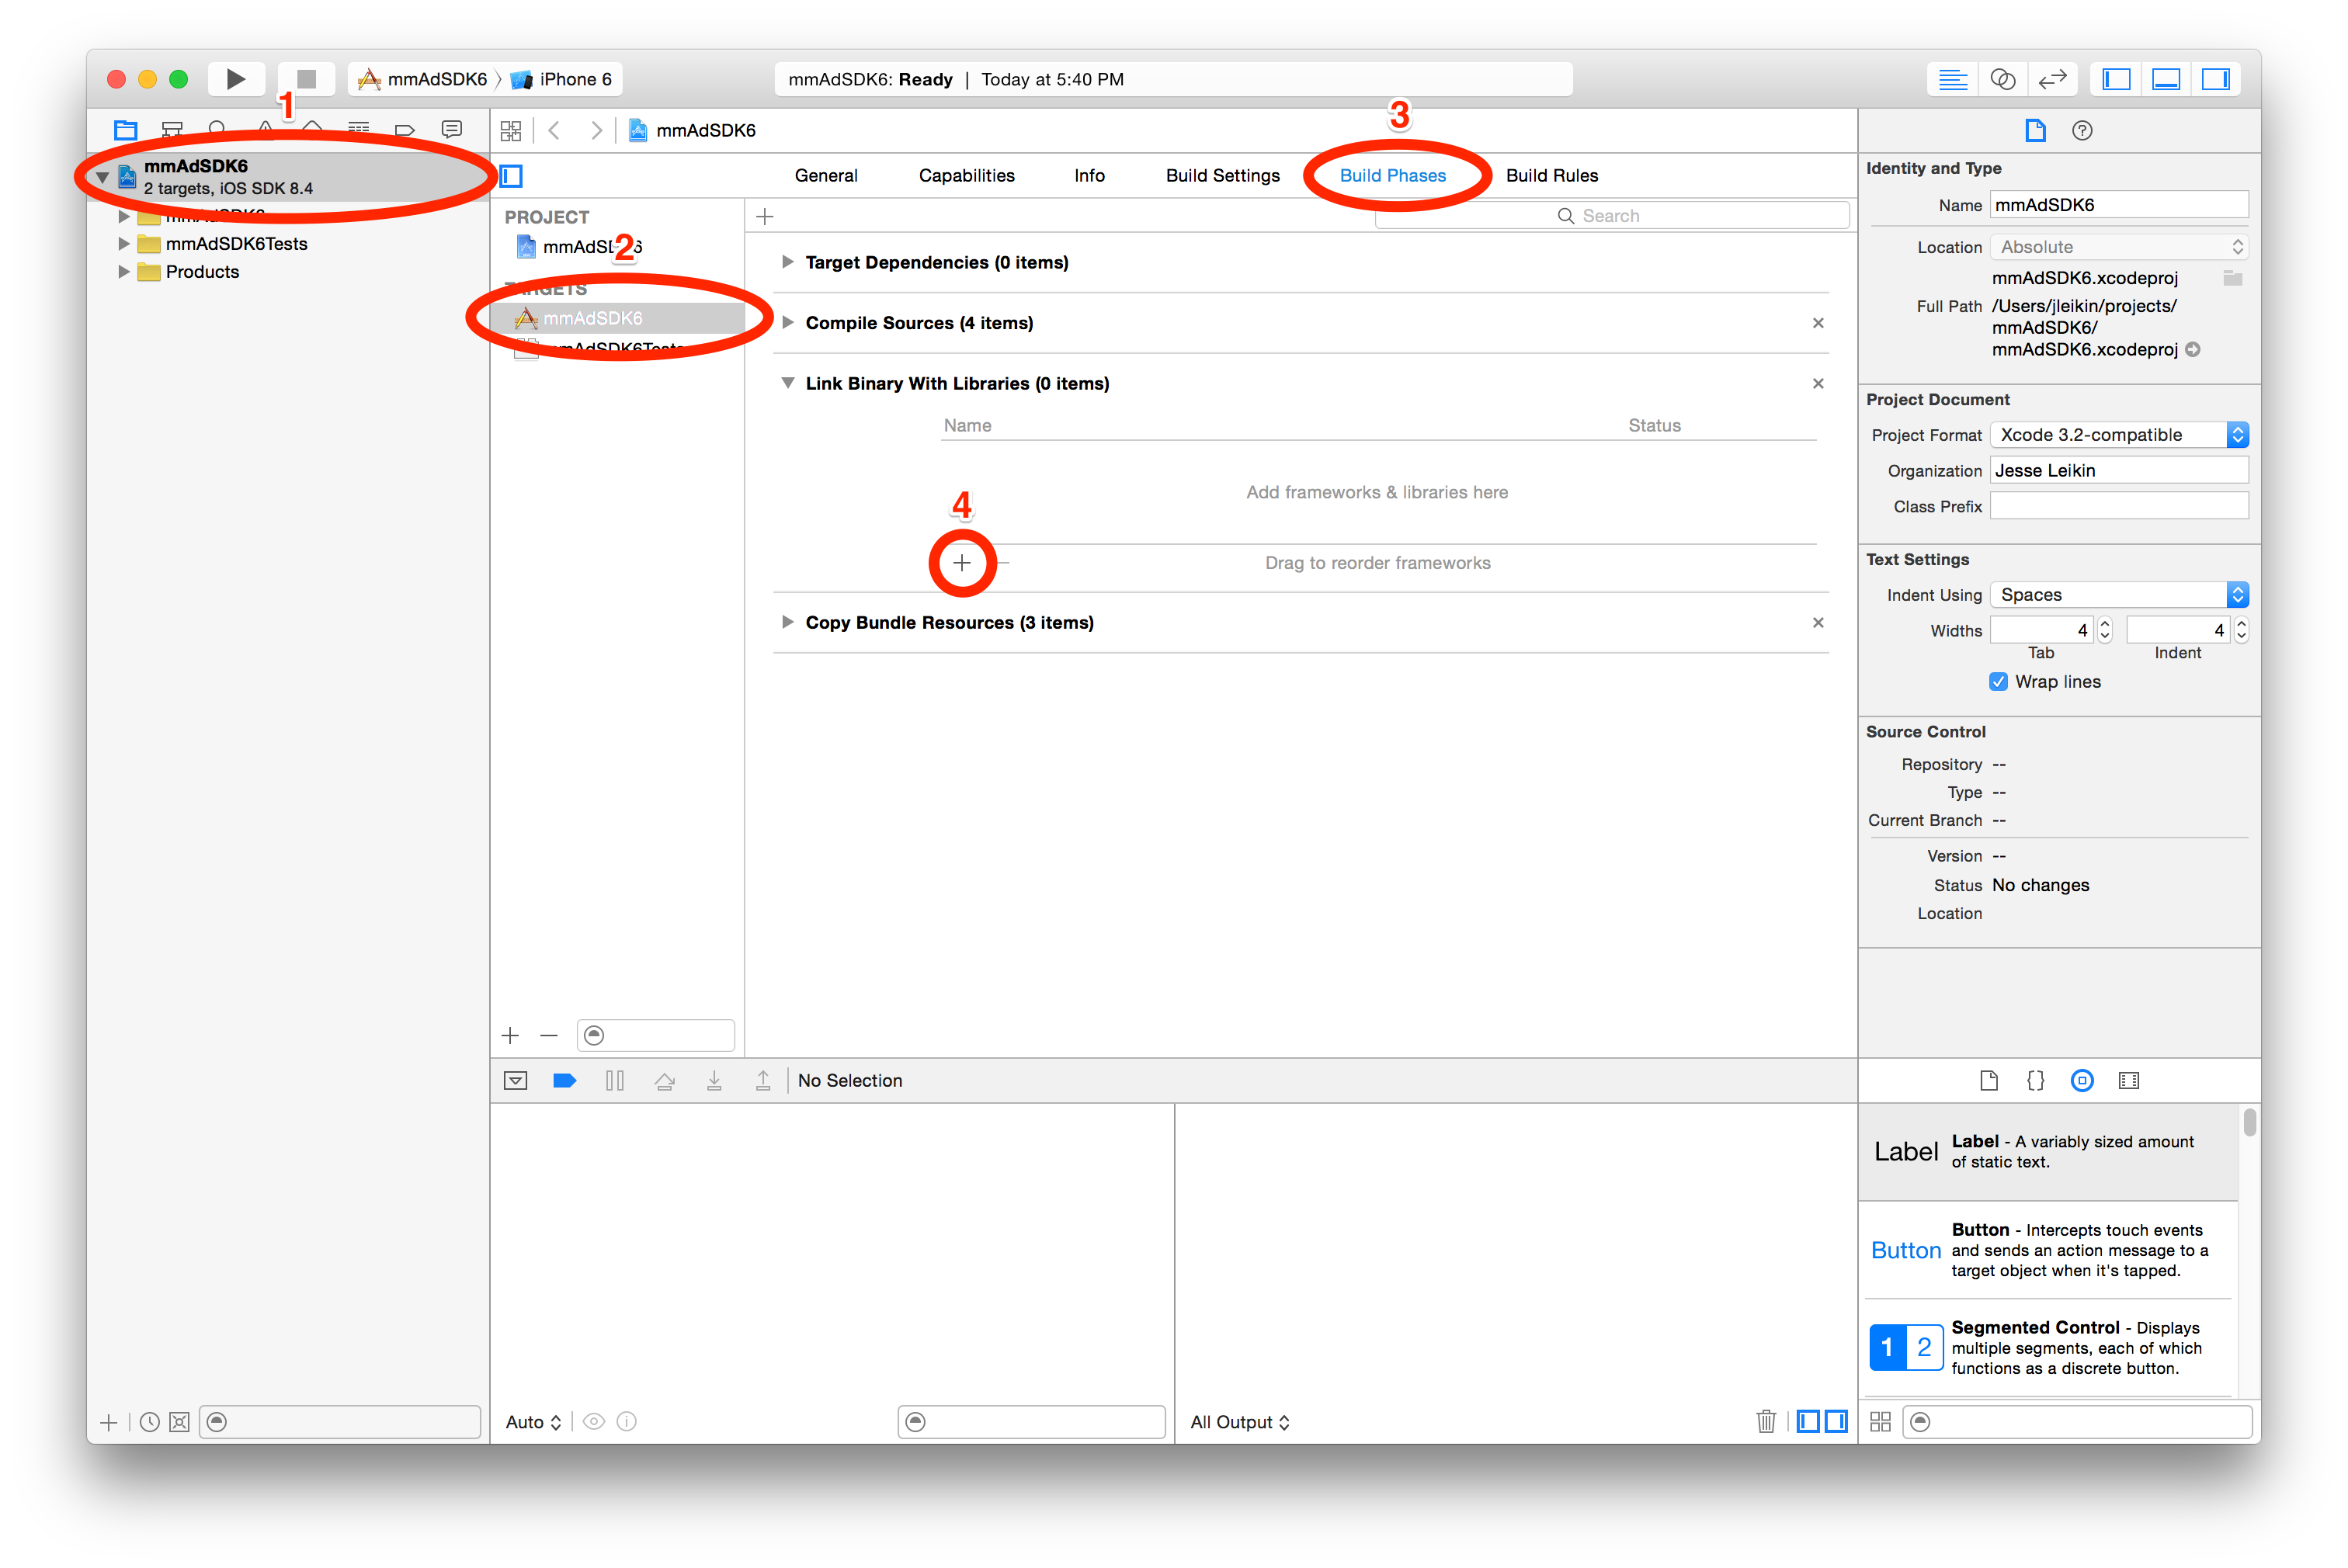 mmAdSDK6 〉 iPhone 6
mmAdSDK6: Ready | Today at 5:40 PM
1
3
mmAdSDK6
mmAdSDK6
2 targets, iOS SDK 8.4
mmAdSDK6
mmAdSDK6Tests
Products
General Capabilities Info Build Settings Build Phases Build Rules
PROJECT
mmAdSDK6
2
TARGETS
mmAdSDK6
mmAdSDK6Tests
Search
Target Dependencies (0 items)
Compile Sources (4 items)
Link Binary With Libraries (0 items)
Name Status
Add frameworks & libraries here
4
Drag to reorder frameworks
Copy Bundle Resources (3 items)
Identity and Type
Name mmAdSDK6
Location Absolute
mmAdSDK6.xcodeproj
Full Path /Users/jleikin/projects/
mmAdSDK6/
mmAdSDK6.xcodeproj
Project Document
Project Format Xcode 3.2-compatible
Organization Jesse Leikin
Class Prefix
Text Settings
Indent Using Spaces
Widths 4 4
Tab Indent
Wrap lines
Source Control
Repository --
Type --
Current Branch --
Version --
Status No changes
Location
No Selection
Label
Label - A variably sized amount
of static text.
Button
Button - Intercepts touch events
and sends an action message to a
target object when it's tapped.
1 2
Segmented Control - Displays
multiple segments, each of which
functions as a discrete button.
Auto
All Output